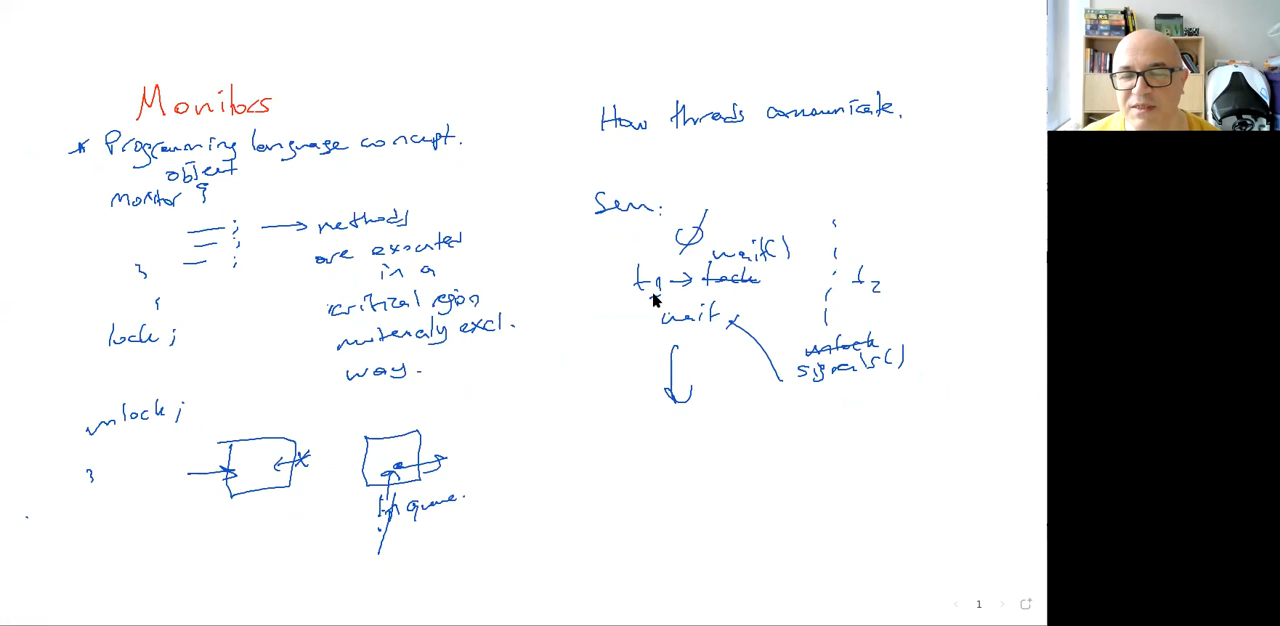 Monitors
* Programming language concept.
object
Monitor {
; → methods
; are executed
; in a
} critical region
lock ; mutually excl.
way.
unlock ;
}
queue.
How threads communicate.
Sem:
∅
wait()
t1 → lock
wait
t2
unlock
signals()
1